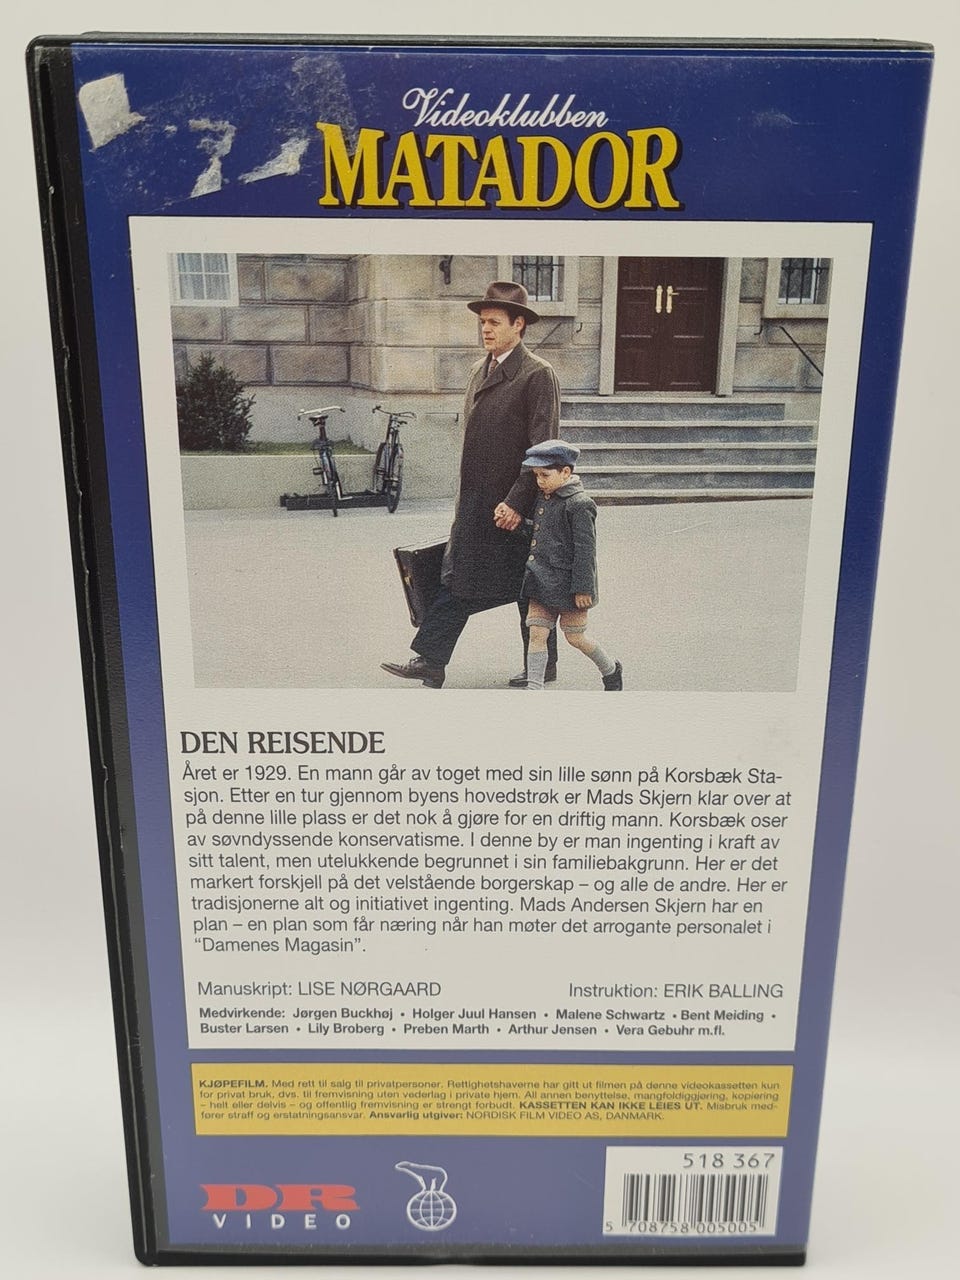 Videoklubben
MATADOR
DEN REISENDE
Året er 1929. En mann går av toget med sin lille sønn på Korsbæk Sta-
sjon. Etter en tur gjennom byens hovedstrøk er Mads Skjern klar over at
på denne lille plass er det nok å gjøre for en driftig mann. Korsbæk oser
av søvndyssende konservatisme. I denne by er man ingenting i kraft av
sitt talent, men utelukkende begrunnet i sin familiebakgrunn. Her er det
markert forskjell på det velstående borgerskap – og alle de andre. Her er
tradisjonerne alt og initiativet ingenting. Mads Andersen Skjern har en
plan – en plan som får næring når han møter det arrogante personalet i
“Damenes Magasin”.
Manuskript: LISE NØRGAARD Instruktion: ERIK BALLING
Medvirkende: Jørgen Buckhøj • Holger Juul Hansen • Malene Schwartz • Bent Meiding •
Buster Larsen • Lily Broberg • Preben Marth • Arthur Jensen • Vera Gebuhr m.fl.
KJØPEFILM. Med rett til salg til privatpersoner. Rettighetshaverne har gitt ut filmen på denne videokassetten kun
for privat bruk, dvs. til fremvisning uten vederlag i private hjem. All annen benyttelse, mangfoldiggjøring, kopiering
– helt eller delvis – og offentlig fremvisning er strengt forbudt. KASSETTEN KAN IKKE LEIES UT. Misbruk med-
fører straff og erstatningsansvar. Ansvarlig utgiver: NORDISK FILM VIDEO AS, DANMARK.
DR
VIDEO
518 367
5 708758 005005